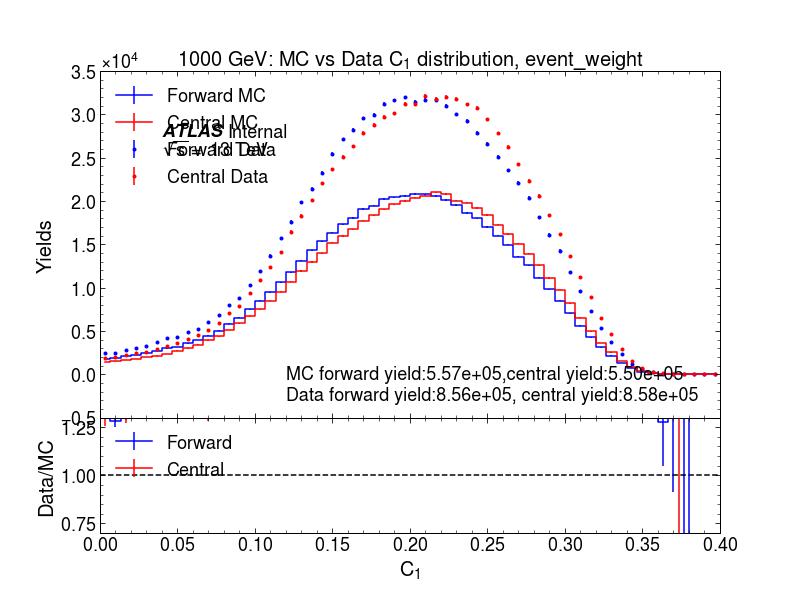 1000 GeV: MC vs Data C₁ distribution, event_weight
×10⁴
3.5
3.0
2.5
2.0
1.5
1.0
0.5
0.0
0.5
Yields
Forward MC
Central MC
ATLAS Internal
√s = 13 TeV
Forward Data
Central Data
MC forward yield:5.57e+05,central yield:5.50e+05
Data forward yield:8.56e+05, central yield:8.58e+05
1.25
1.00
0.75
Data/MC
Forward
Central
0.00 0.05 0.10 0.15 0.20 0.25 0.30 0.35 0.40
C₁